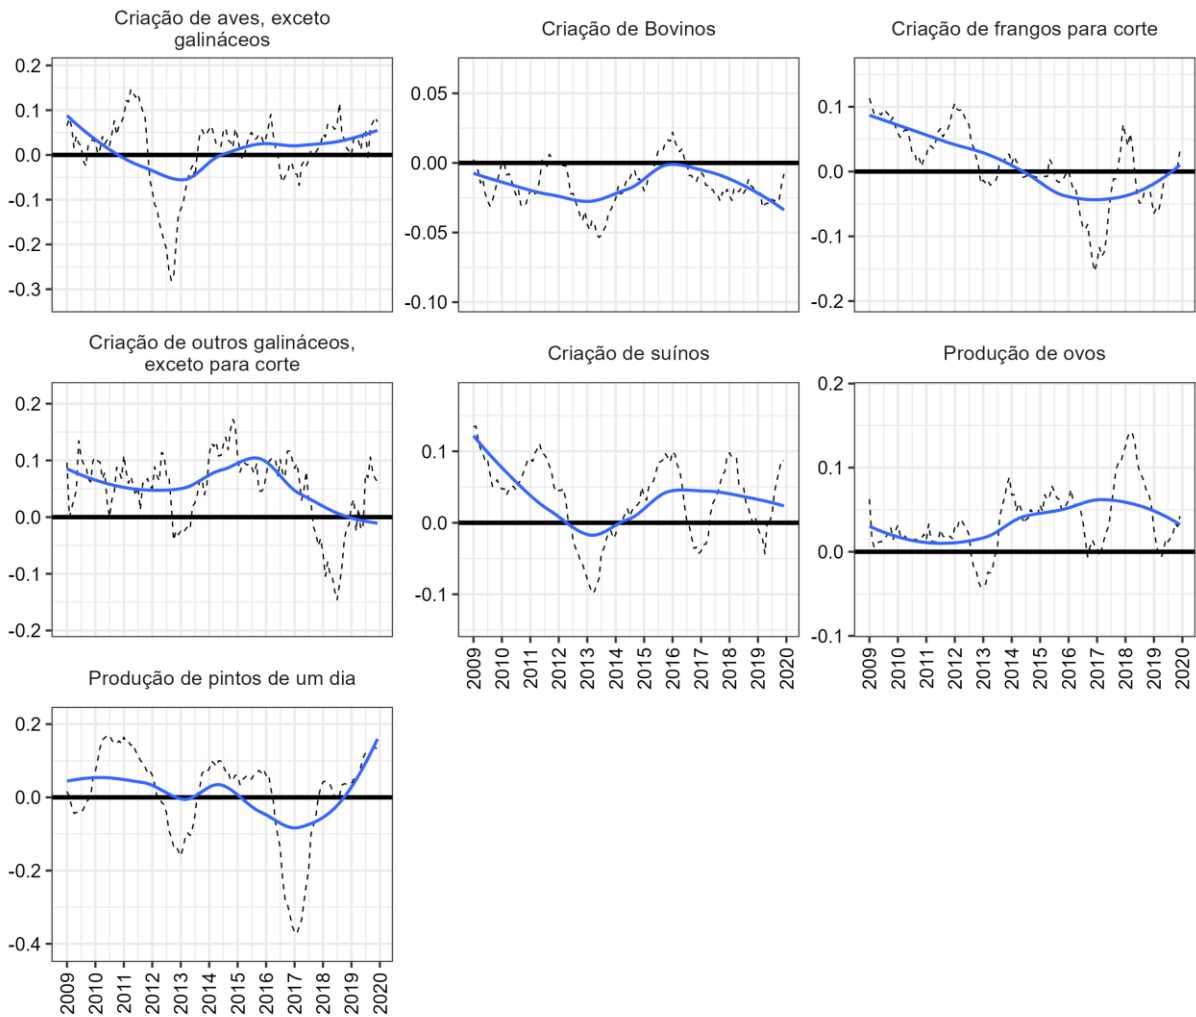 Criação de aves, exceto
galináceos
0.2
0.1
0.0
-0.1
-0.2
-0.3
Criação de Bovinos
0.05
0.00
-0.05
-0.10
Criação de frangos para corte
0.1
0.0
-0.1
-0.2
Criação de outros galináceos,
exceto para corte
0.2
0.1
0.0
-0.1
-0.2
Criação de suínos
0.1
0.0
-0.1
2009 2010 2011 2012 2013 2014 2015 2016 2017 2018 2019 2020
Produção de ovos
0.2
0.1
0.0
-0.1
2009 2010 2011 2012 2013 2014 2015 2016 2017 2018 2019 2020
Produção de pintos de um dia
0.2
0.0
-0.2
-0.4
2009 2010 2011 2012 2013 2014 2015 2016 2017 2018 2019 2020